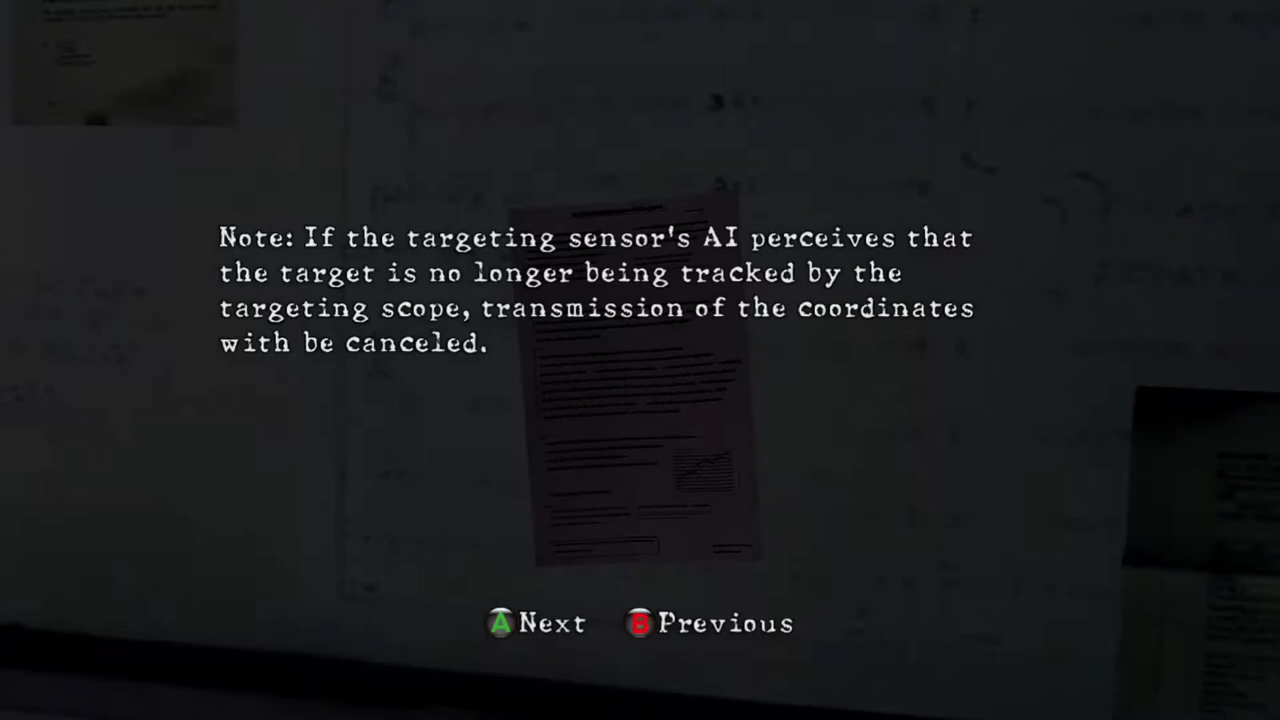 Note: If the targeting sensor's AI perceives that
the target is no longer being tracked by the
targeting scope, transmission of the coordinates
with be canceled.
A Next B Previous